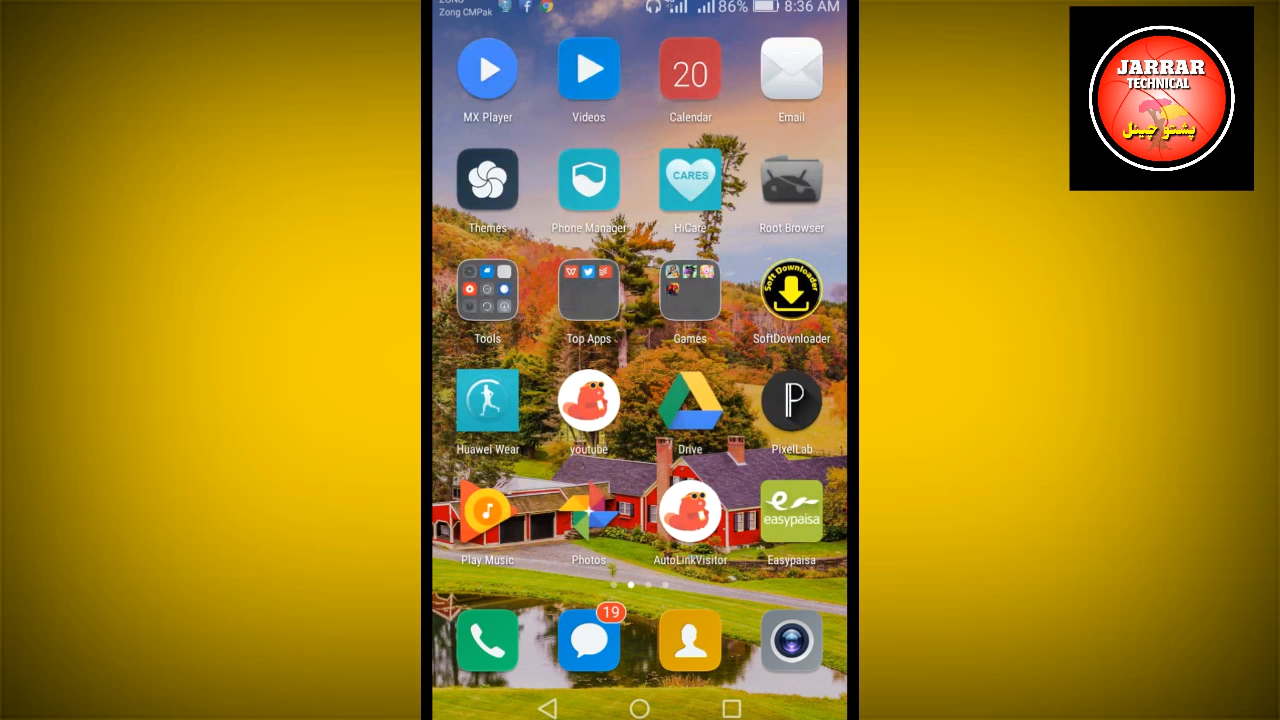 Zong CMPak
86%
8:36 AM
JARRAR
TECHNICAL
پشتو چینل
20
MX Player
Videos
Calendar
Email
CARES
Themes
Phone Manager
HiCare
Root Browser
Soft Downloader
Tools
Top Apps
Games
SoftDownloader
Huawei Wear
youtube
Drive
PixelLab
easypaisa
Play Music
Photos
AutoLinkVisitor
Easypaisa
19